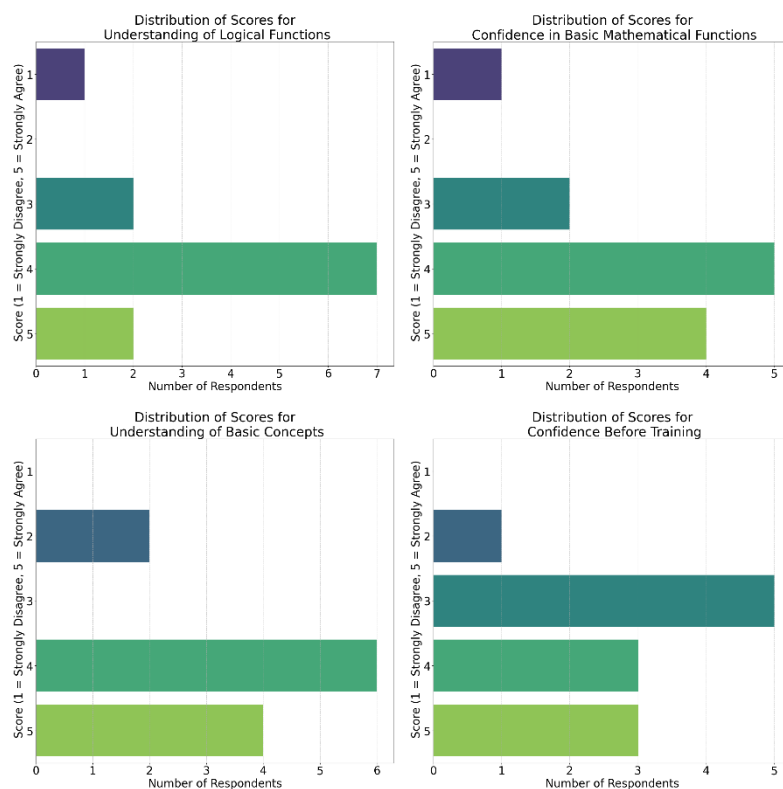 Distribution of Scores for
Understanding of Logical Functions
Score (1 = Strongly Disagree, 5 = Strongly Agree)
1
2
3
4
5
0 1 2 3 4 5 6 7
Number of Respondents
Distribution of Scores for
Confidence in Basic Mathematical Functions
Score (1 = Strongly Disagree, 5 = Strongly Agree)
1
2
3
4
5
0 1 2 3 4 5
Number of Respondents
Distribution of Scores for
Understanding of Basic Concepts
Score (1 = Strongly Disagree, 5 = Strongly Agree)
1
2
3
4
5
0 1 2 3 4 5 6
Number of Respondents
Distribution of Scores for
Confidence Before Training
Score (1 = Strongly Disagree, 5 = Strongly Agree)
1
2
3
4
5
0 1 2 3 4 5
Number of Respondents